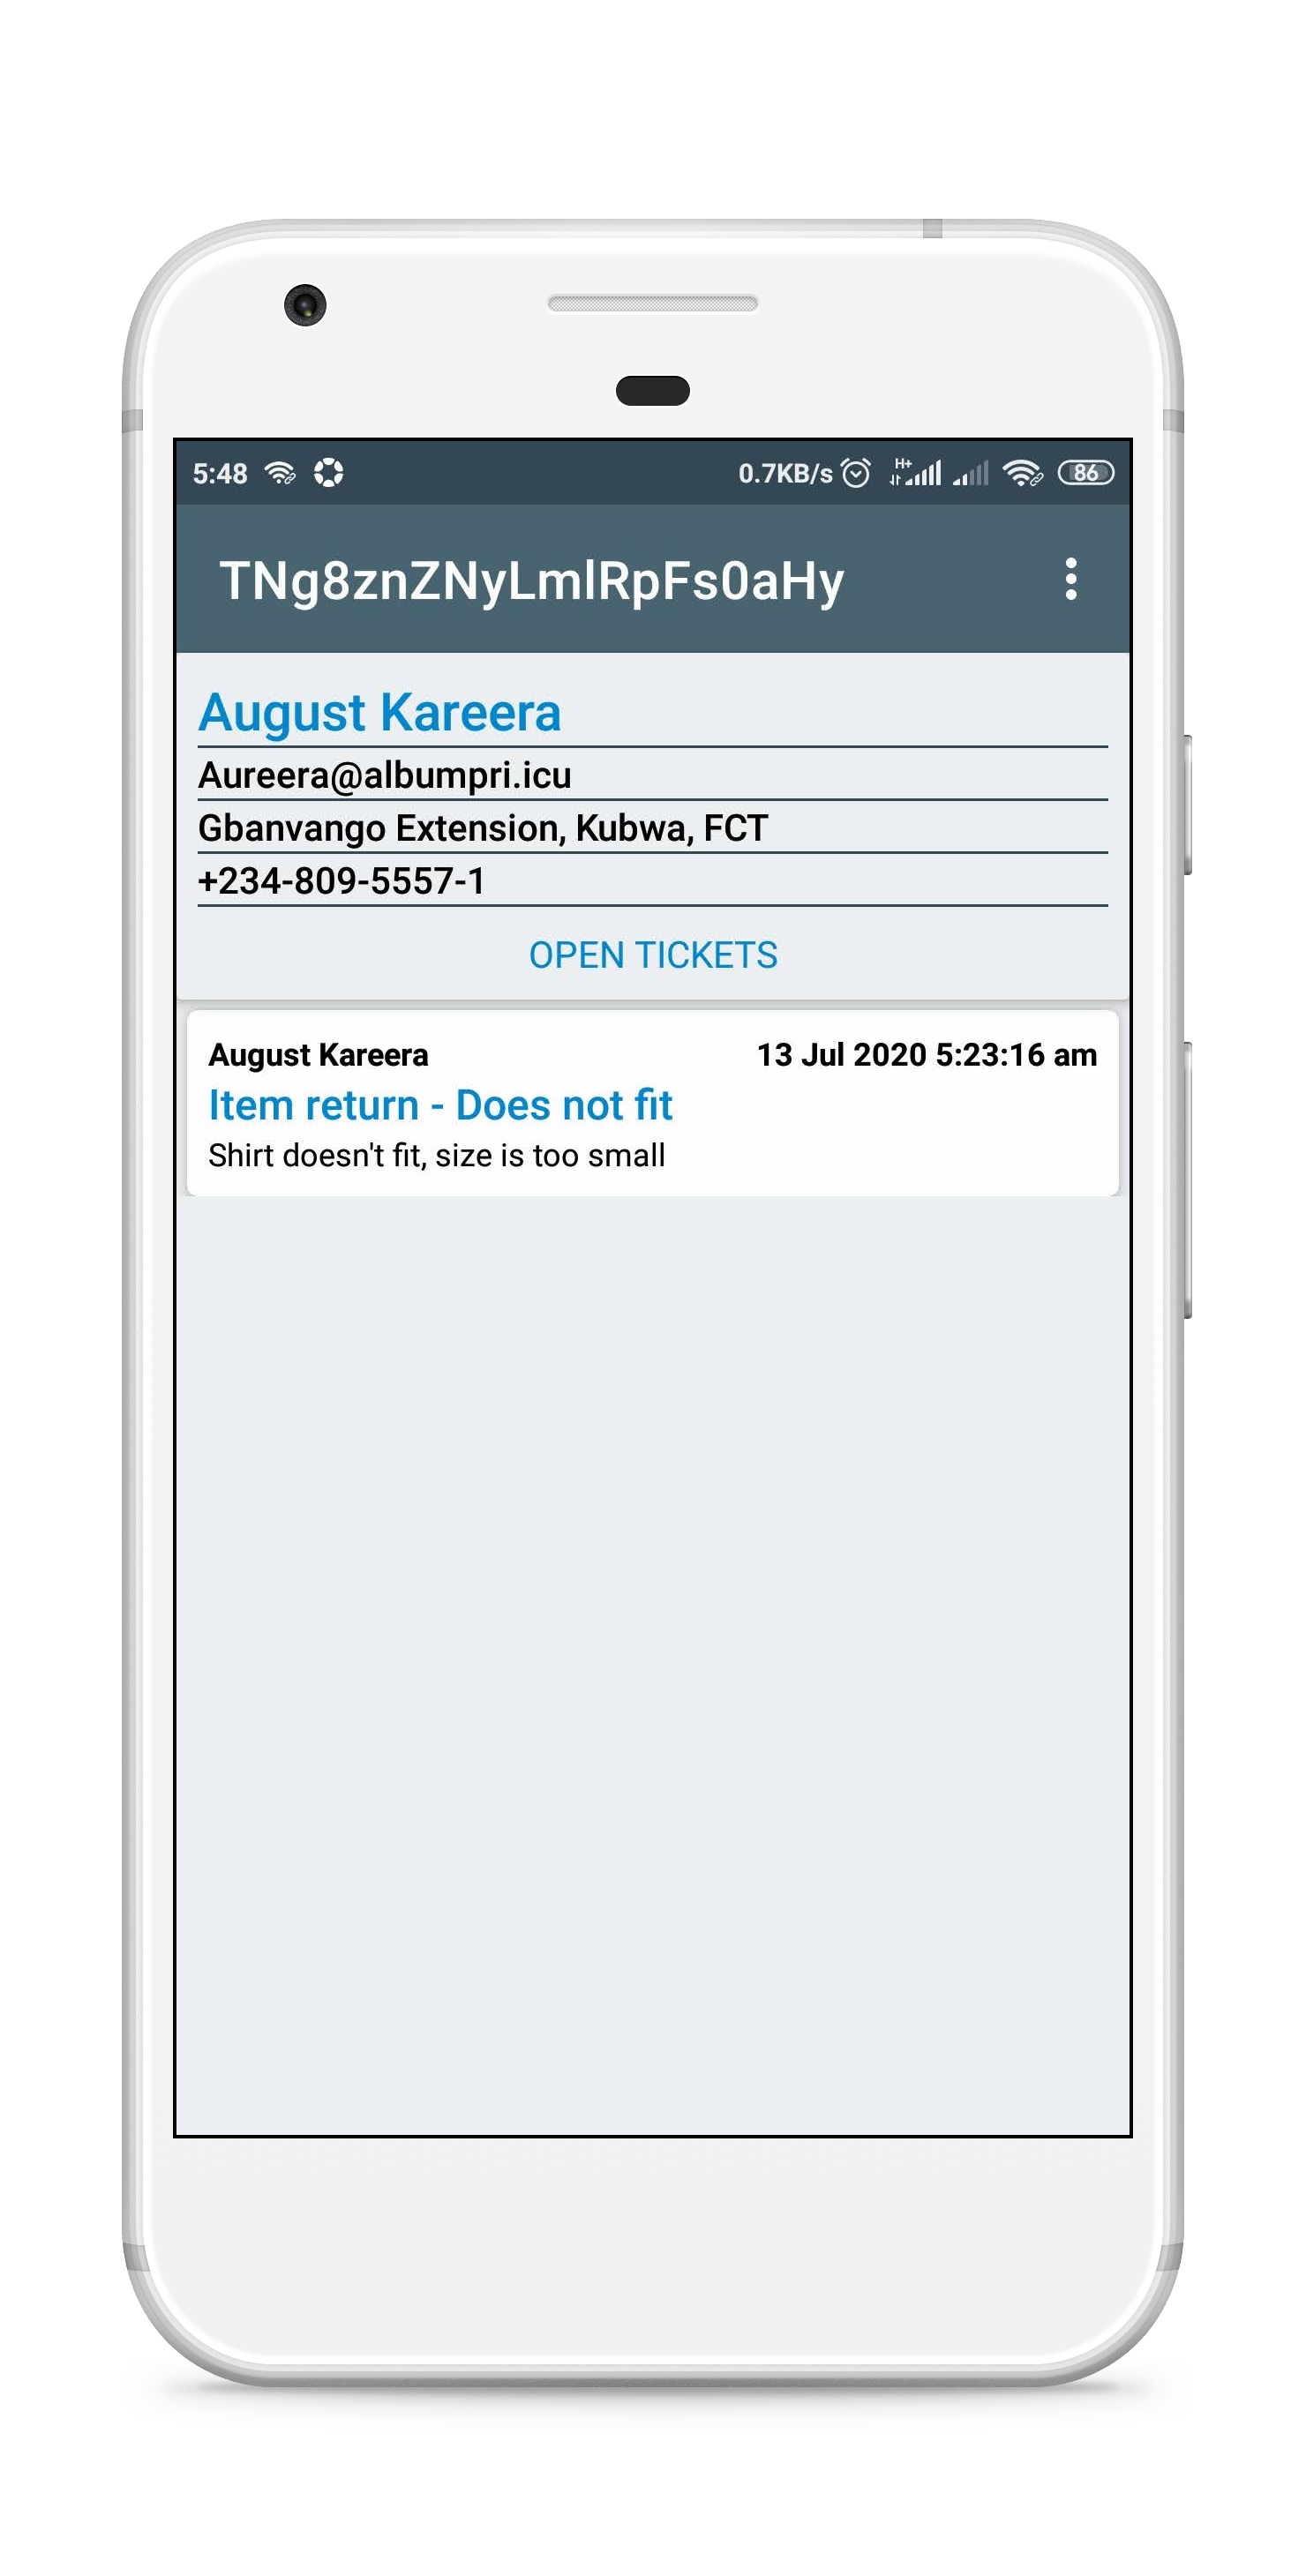 5:48 0.7KB/s H+ 86
TNg8znZNyLmlRpFs0aHy
August Kareera
Aureera@albumpri.icu
Gbanvango Extension, Kubwa, FCT
+234-809-5557-1
OPEN TICKETS
August Kareera 13 Jul 2020 5:23:16 am
Item return - Does not fit
Shirt doesn't fit, size is too small